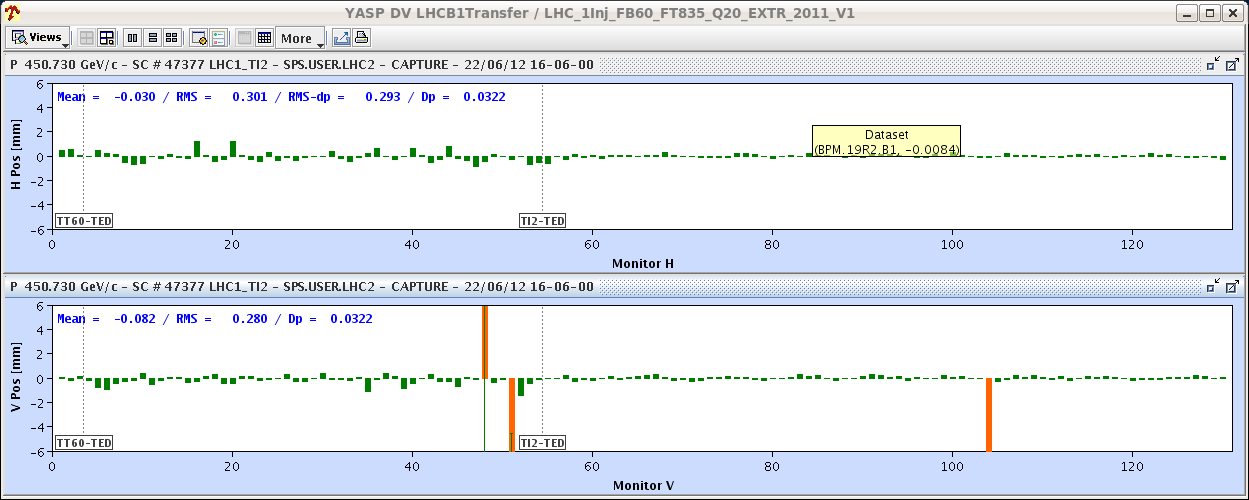 YASP DV LHCB1Transfer / LHC_1Inj_FB60_FT835_Q20_EXTR_2011_V1
Views
More
P 450.730 GeV/c - SC # 47377 LHC1_TI2 - SPS.USER.LHC2 - CAPTURE - 22/06/12 16-06-00
Mean = -0.030 / RMS = 0.301 / RMS-dp = 0.293 / Dp = 0.0322
H Pos [mm]
6
4
2
0
-2
-4
-6
Dataset
(BPM.19R2.B1, -0.0084)
TT60-TED
TI2-TED
0 20 40 60 80 100 120
Monitor H
P 450.730 GeV/c - SC # 47377 LHC1_TI2 - SPS.USER.LHC2 - CAPTURE - 22/06/12 16-06-00
Mean = -0.082 / RMS = 0.280 / Dp = 0.0322
V Pos [mm]
6
4
2
0
-2
-4
-6
TT60-TED
TI2-TED
0 20 40 60 80 100 120
Monitor V